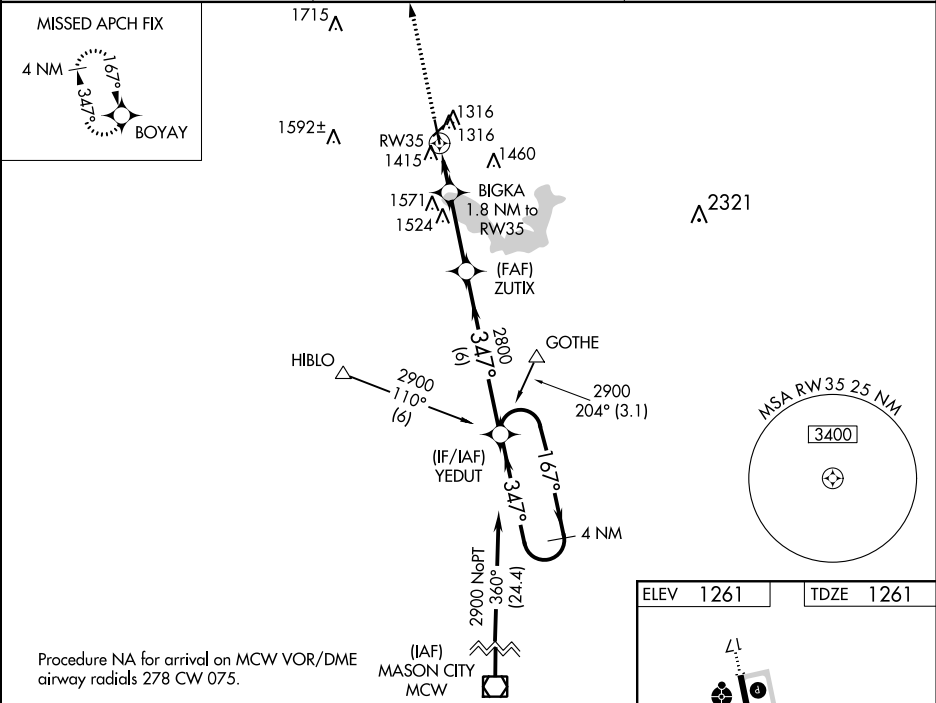 MISSED APCH FIX
4 NM
167°
347°
BOYAY
1715
1592±
1316
1316
RW35
1415
1460
BIGKA
1.8 NM to
RW35
1571
1524
2321
(FAF)
ZUTIX
2800
347°
(6)
HIBLO
2900
110°
(6)
GOTHE
2900
204° (3.1)
(IF/IAF)
YEDUT
167°
347°
4 NM
MSA RW35 25 NM
3400
2900 NoPT
360°
(24.4)
(IAF)
MASON CITY
MCW
Procedure NA for arrival on MCW VOR/DME
airway radials 278 CW 075.
ELEV 1261
TDZE 1261
17
P